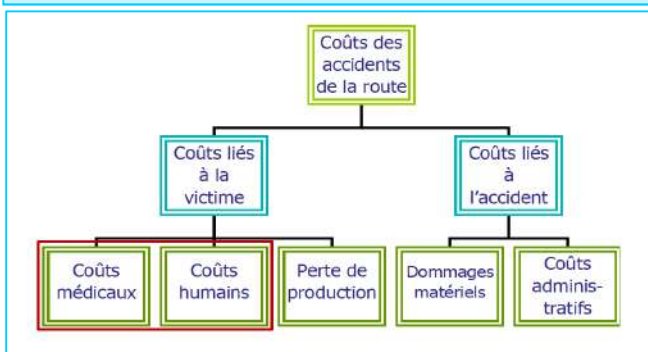 Coûts des
accidents
de la route
Coûts liés
à la
victime
Coûts liés
à
l'accident
Coûts
médicaux
Coûts
humains
Perte de
production
Dommages
matériels
Coûts
adminis-
tratifs